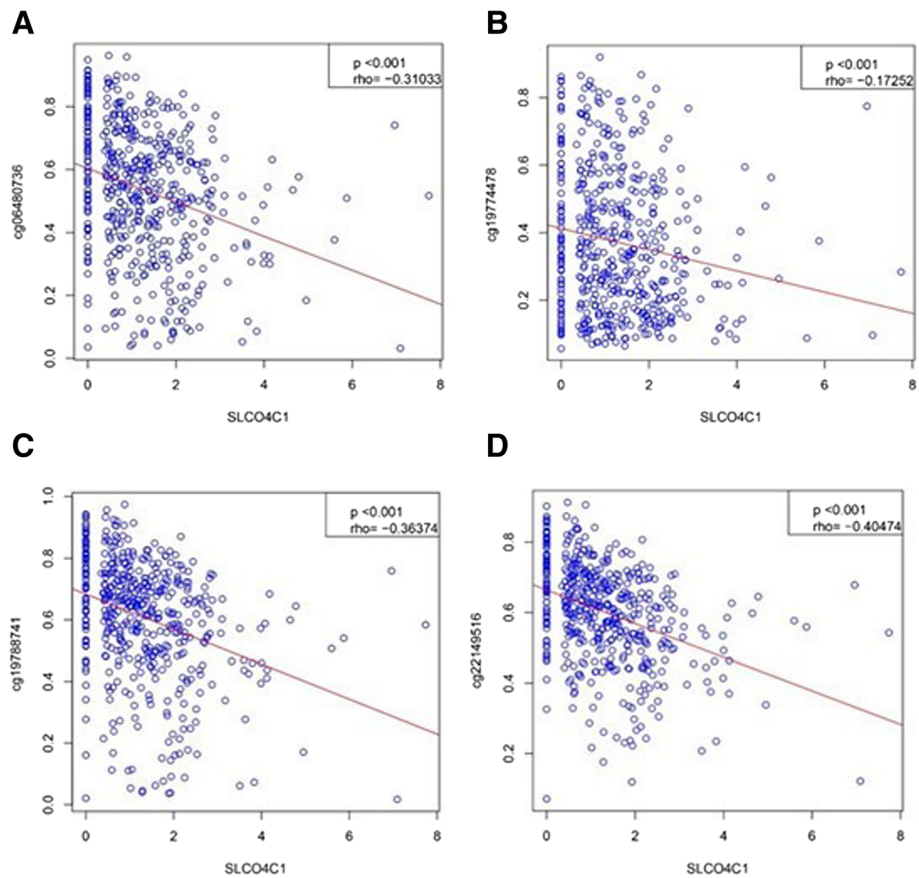 A
p <0.001
rho= −0.31033
cg06480736
0.0 0.2 0.4 0.6 0.8
0 2 4 6 8
SLCO4C1
B
p <0.001
rho= −0.17252
cg19774478
0.2 0.4 0.6 0.8
0 2 4 6 8
SLCO4C1
C
p <0.001
rho= −0.36374
cg19788741
0.0 0.2 0.4 0.6 0.8 1.0
0 2 4 6 8
SLCO4C1
D
p <0.001
rho= −0.40474
cg22149516
0.2 0.4 0.6 0.8
0 2 4 6 8
SLCO4C1